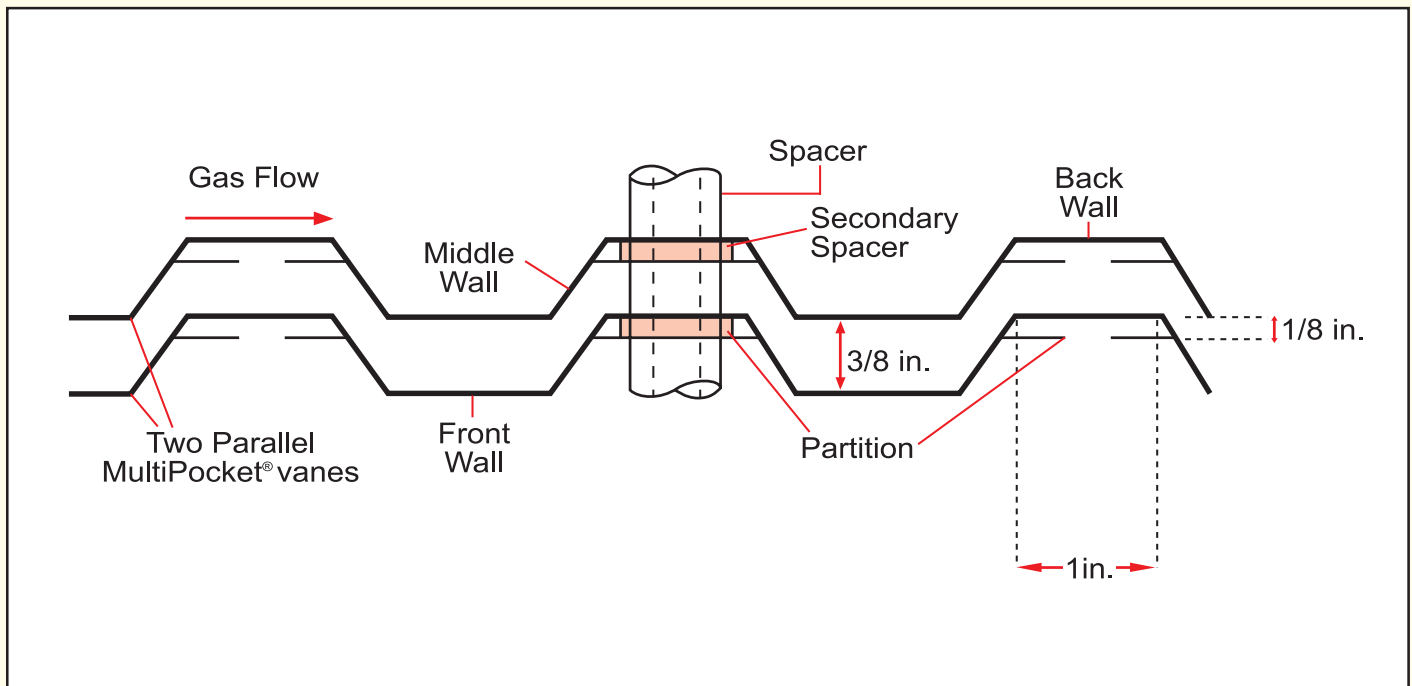 Gas Flow
Spacer
Secondary
Spacer
Back
Wall
Middle
Wall
1/8 in.
3/8 in.
Two Parallel
MultiPocket® vanes
Front
Wall
Partition
1in.